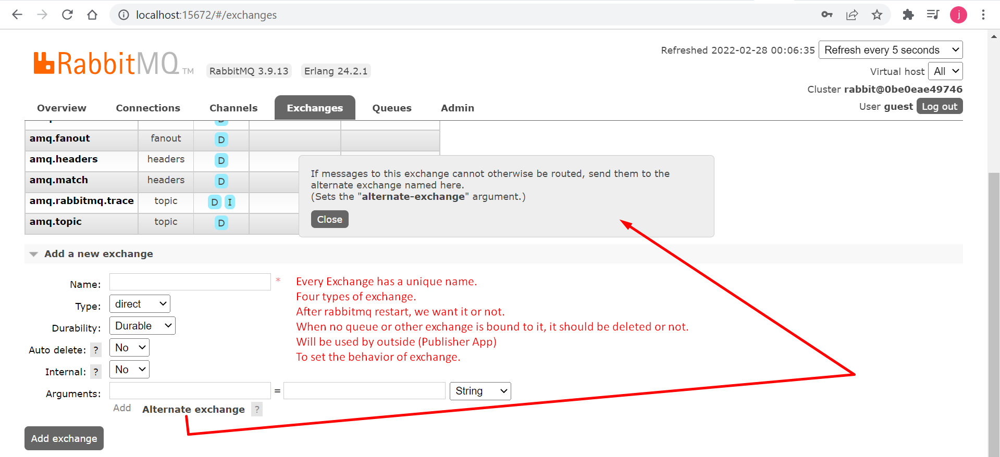 localhost:15672/#/exchanges
j
RabbitMQ TM
RabbitMQ 3.9.13
Erlang 24.2.1
Refreshed 2022-02-28 00:06:35
Refresh every 5 seconds
Virtual host
All
Cluster rabbit@0be0eae49746
User guest
Log out
Overview
Connections
Channels
Exchanges
Queues
Admin
amq.fanout fanout D
amq.headers headers D
amq.match headers D
amq.rabbitmq.trace topic D I
amq.topic topic D
If messages to this exchange cannot otherwise be routed, send them to the
alternate exchange named here.
(Sets the "alternate-exchange" argument.)
Close
Add a new exchange
Name: *
Every Exchange has a unique name.
Type: direct
Four types of exchange.
Durability: Durable
After rabbitmq restart, we want it or not.
When no queue or other exchange is bound to it, it should be deleted or not.
Auto delete: ? No
Will be used by outside (Publisher App)
Internal: ? No
To set the behavior of exchange.
Arguments: = String
Add Alternate exchange ?
Add exchange